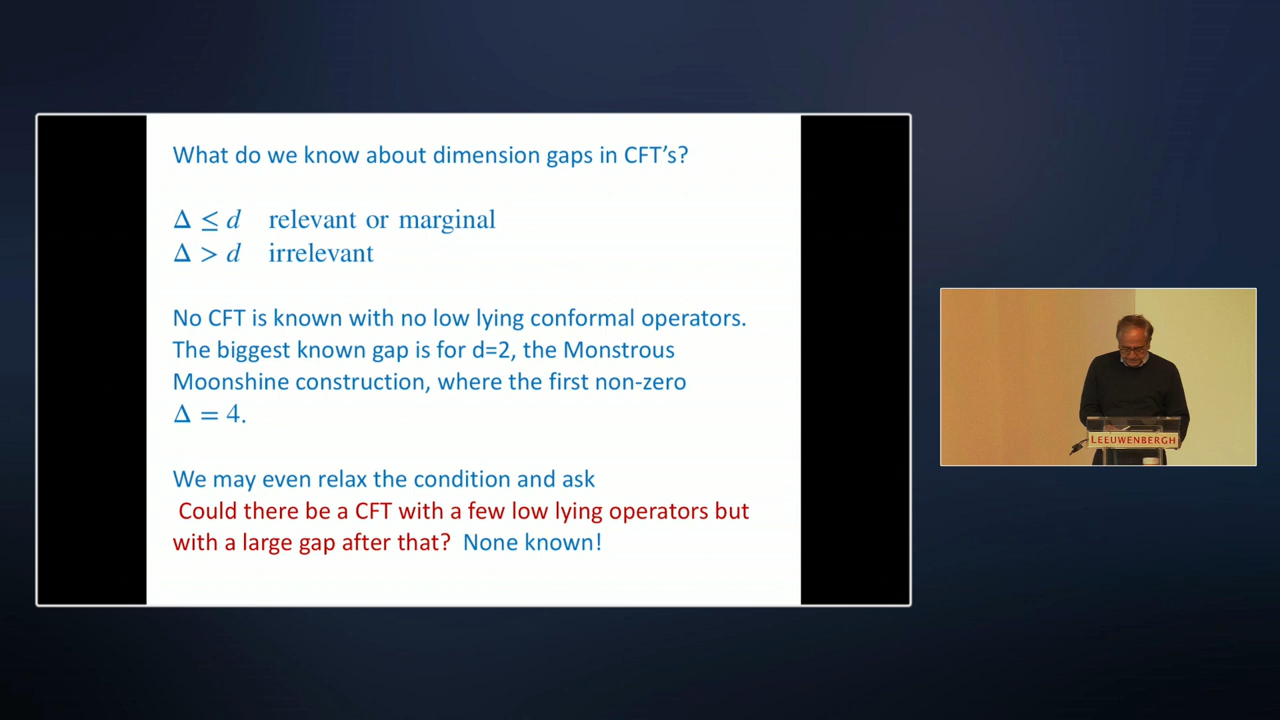 What do we know about dimension gaps in CFT's?
Δ ≤ d relevant or marginal
Δ > d irrelevant
No CFT is known with no low lying conformal operators.
The biggest known gap is for d=2, the Monstrous
Moonshine construction, where the first non-zero
Δ = 4.
We may even relax the condition and ask
Could there be a CFT with a few low lying operators but
with a large gap after that? None known!
LEEUWENBERGH